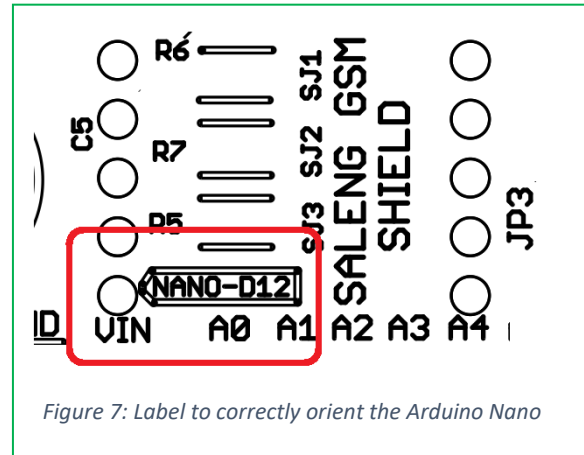 R6
SJ1
SALENG GSM
SHIELD
C5
R7
SJ2
R5
SJ3
JP3
NANO-D12
VIN A0 A1 A2 A3 A4
Figure 7: Label to correctly orient the Arduino Nano